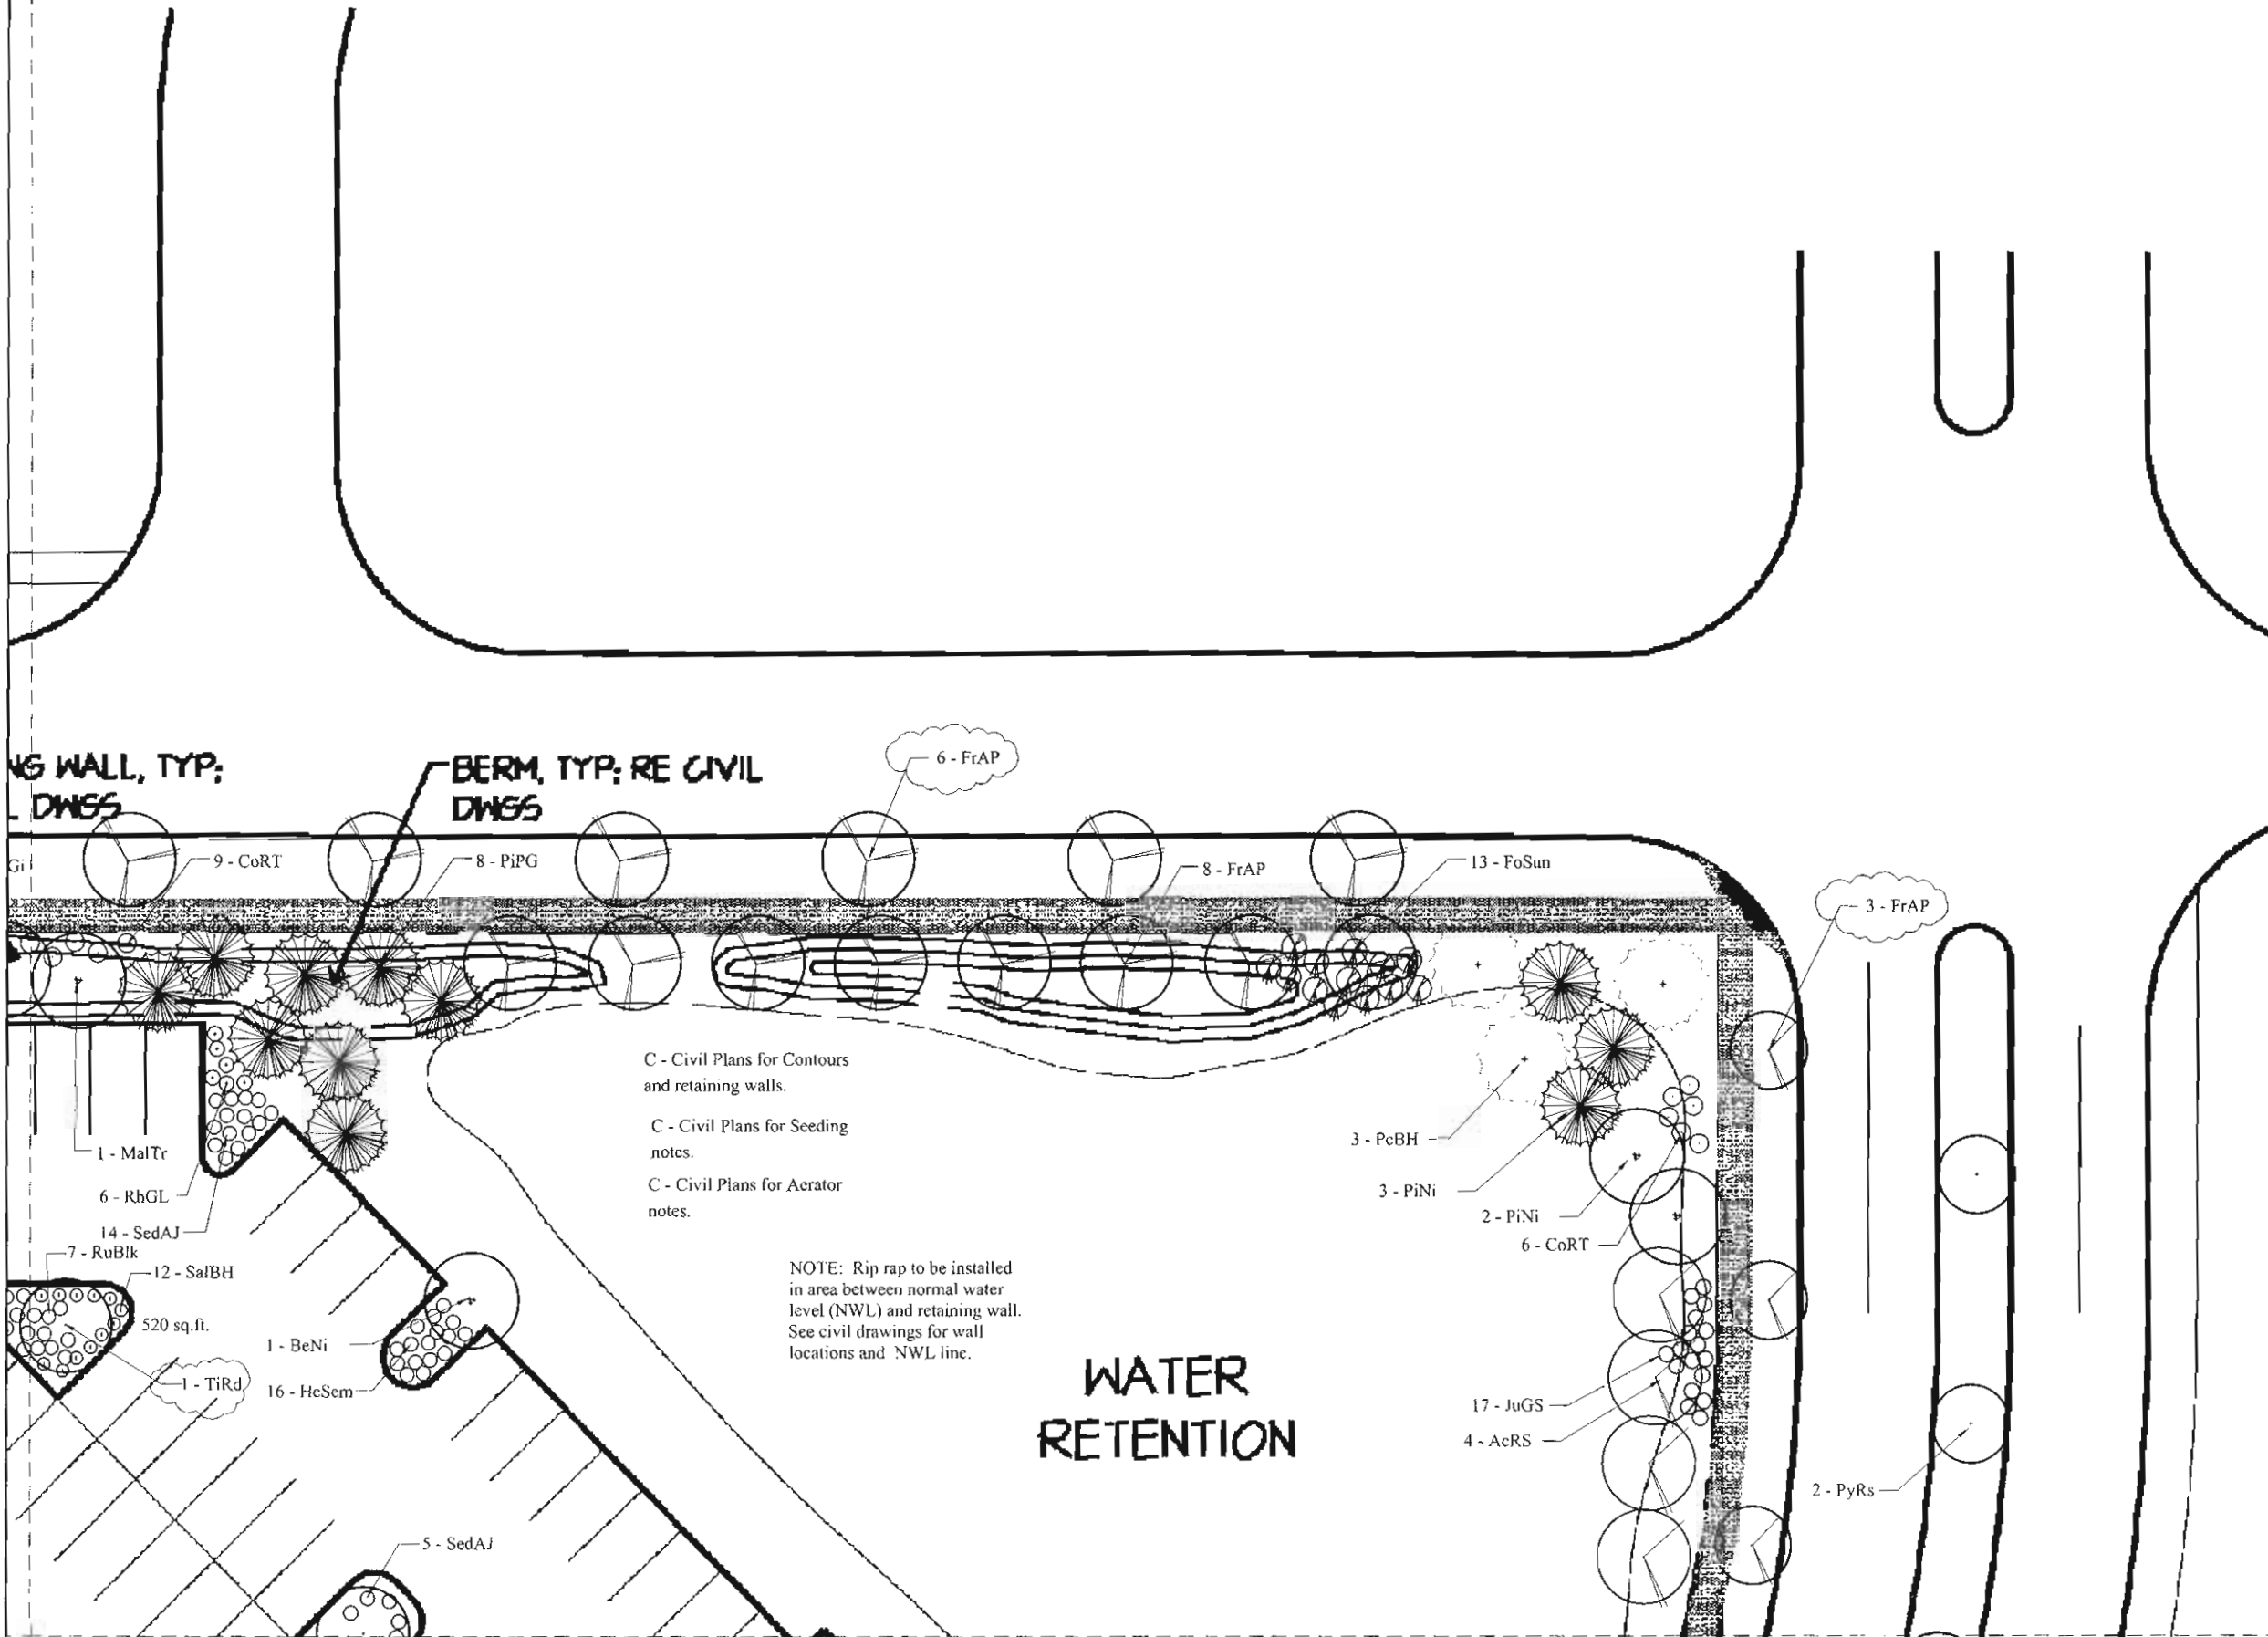 6 - FrAP
WALL, TYP:
DWGS
BERM, TYP: RE CIVIL
DWGS
Gi
9 - CoRT
8 - PiPG
8 - FrAP
13 - FoSun
3 - FrAP
C - Civil Plans for Contours
and retaining walls.
C - Civil Plans for Seeding
notes.
C - Civil Plans for Aerator
notes.
1 - MalTr
6 - RhGL
14 - SedAJ
7 - RuBlk
12 - SalBH
520 sq.ft.
1 - BeNi
1 - TiRd
16 - HcSem
3 - PcBH
3 - PiNi
2 - PiNi
6 - CoRT
NOTE: Rip rap to be installed
in area between normal water
level (NWL) and retaining wall.
See civil drawings for wall
locations and NWL line.
WATER
RETENTION
17 - JuGS
4 - AcRS
2 - PyRs
5 - SedAJ